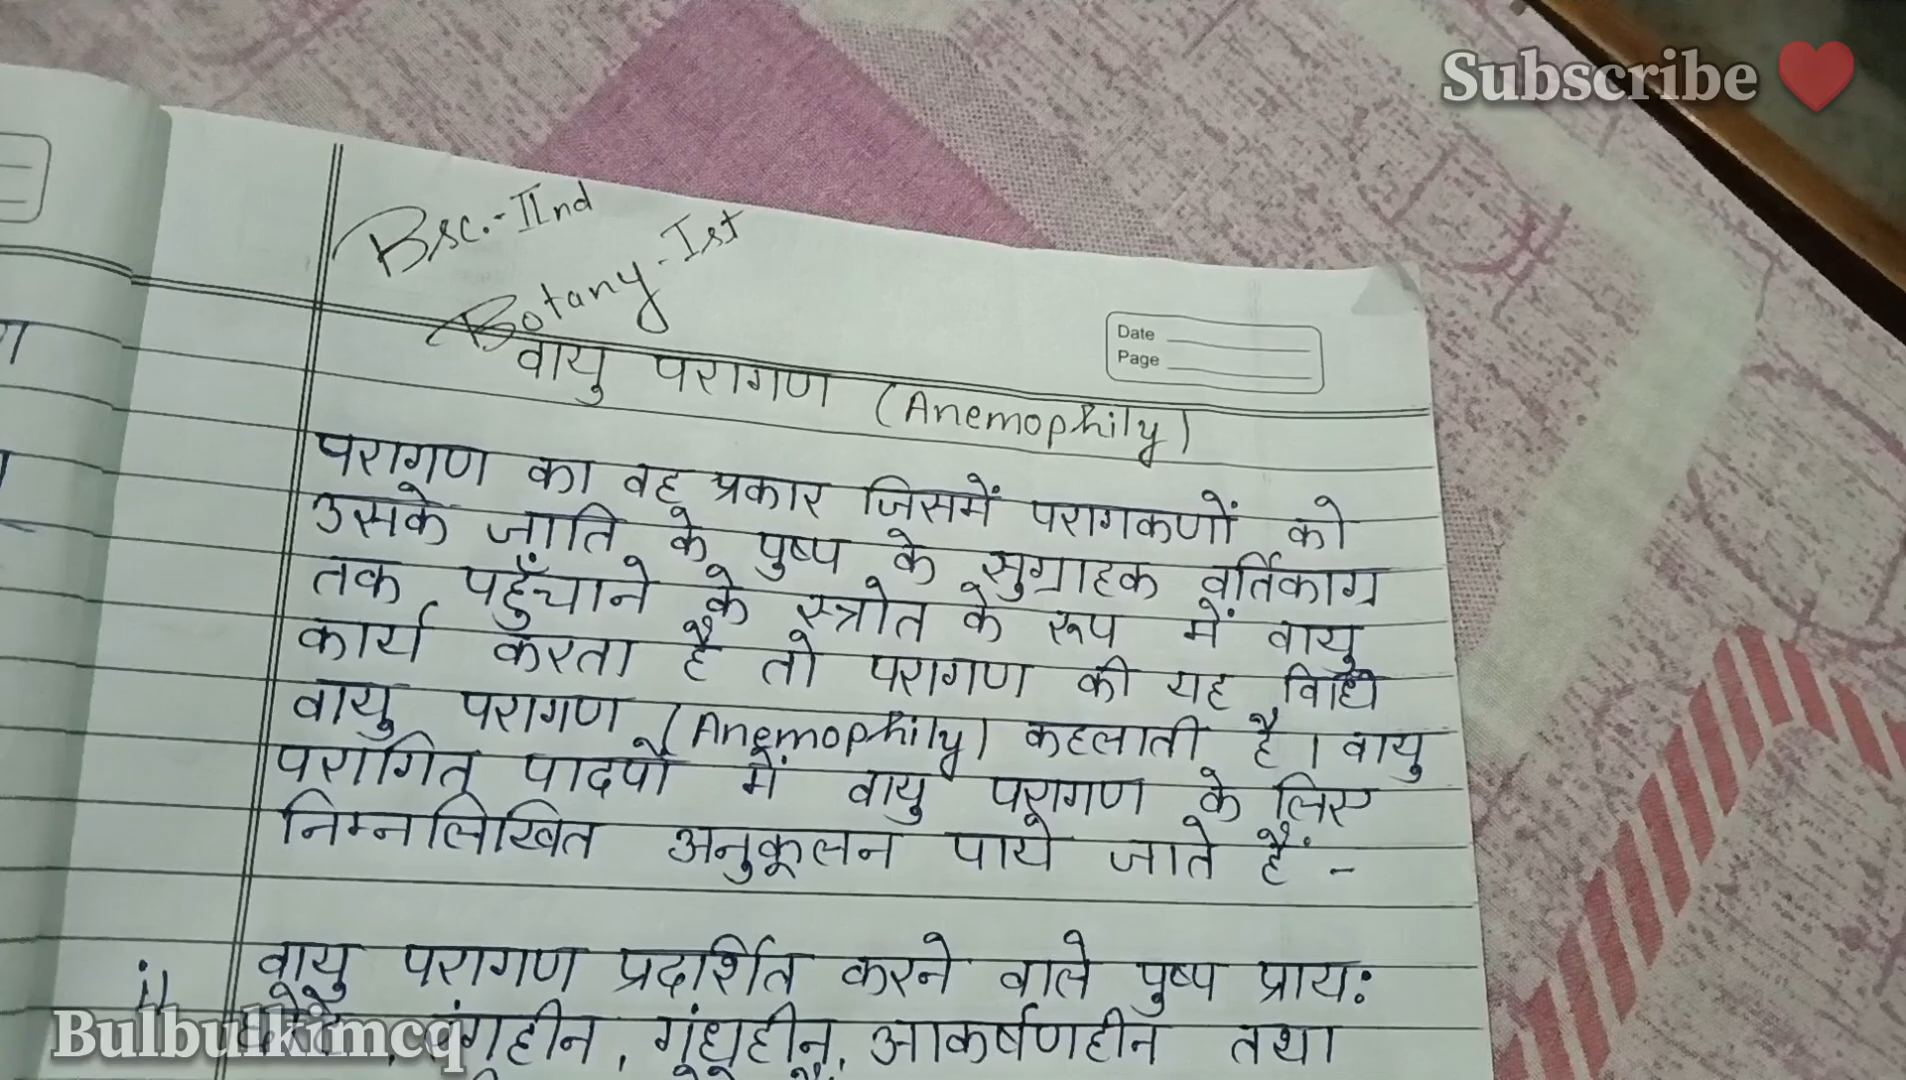 Subscribe ❤️
Bsc.-IInd
Botany-Ist
Date
Page
वायु परागण (Anemophily)
परागण का वह प्रकार जिसमें परागकणों को
उसके जाति के पुष्प के सुग्राहक वर्तिकाग्र
तक पहुँचाने के स्त्रोत के रूप में वायु
कार्य करता है तो परागण की यह विधि
वायु परागण (Anemophily) कहलाती है। वायु
परागित पादपों में वायु परागण के लिए
निम्नलिखित अनुकूलन पाये जाते हैं -
i) वायु परागण प्रदर्शित करने वाले पुष्प प्रायः
रंगहीन, गंधहीन, आकर्षणहीन तथा
Bulbulkimcq